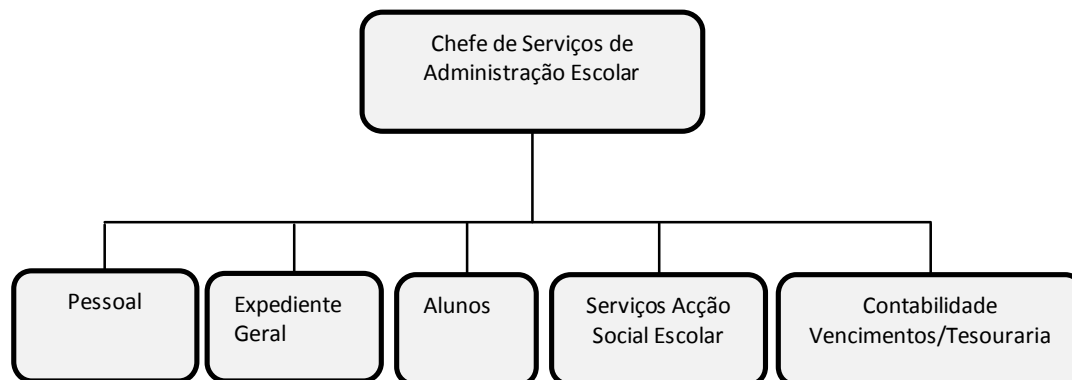 Chefe de Serviços de
Administração Escolar
Pessoal
Expediente
Geral
Alunos
Serviços Acção
Social Escolar
Contabilidade
Vencimentos/Tesouraria